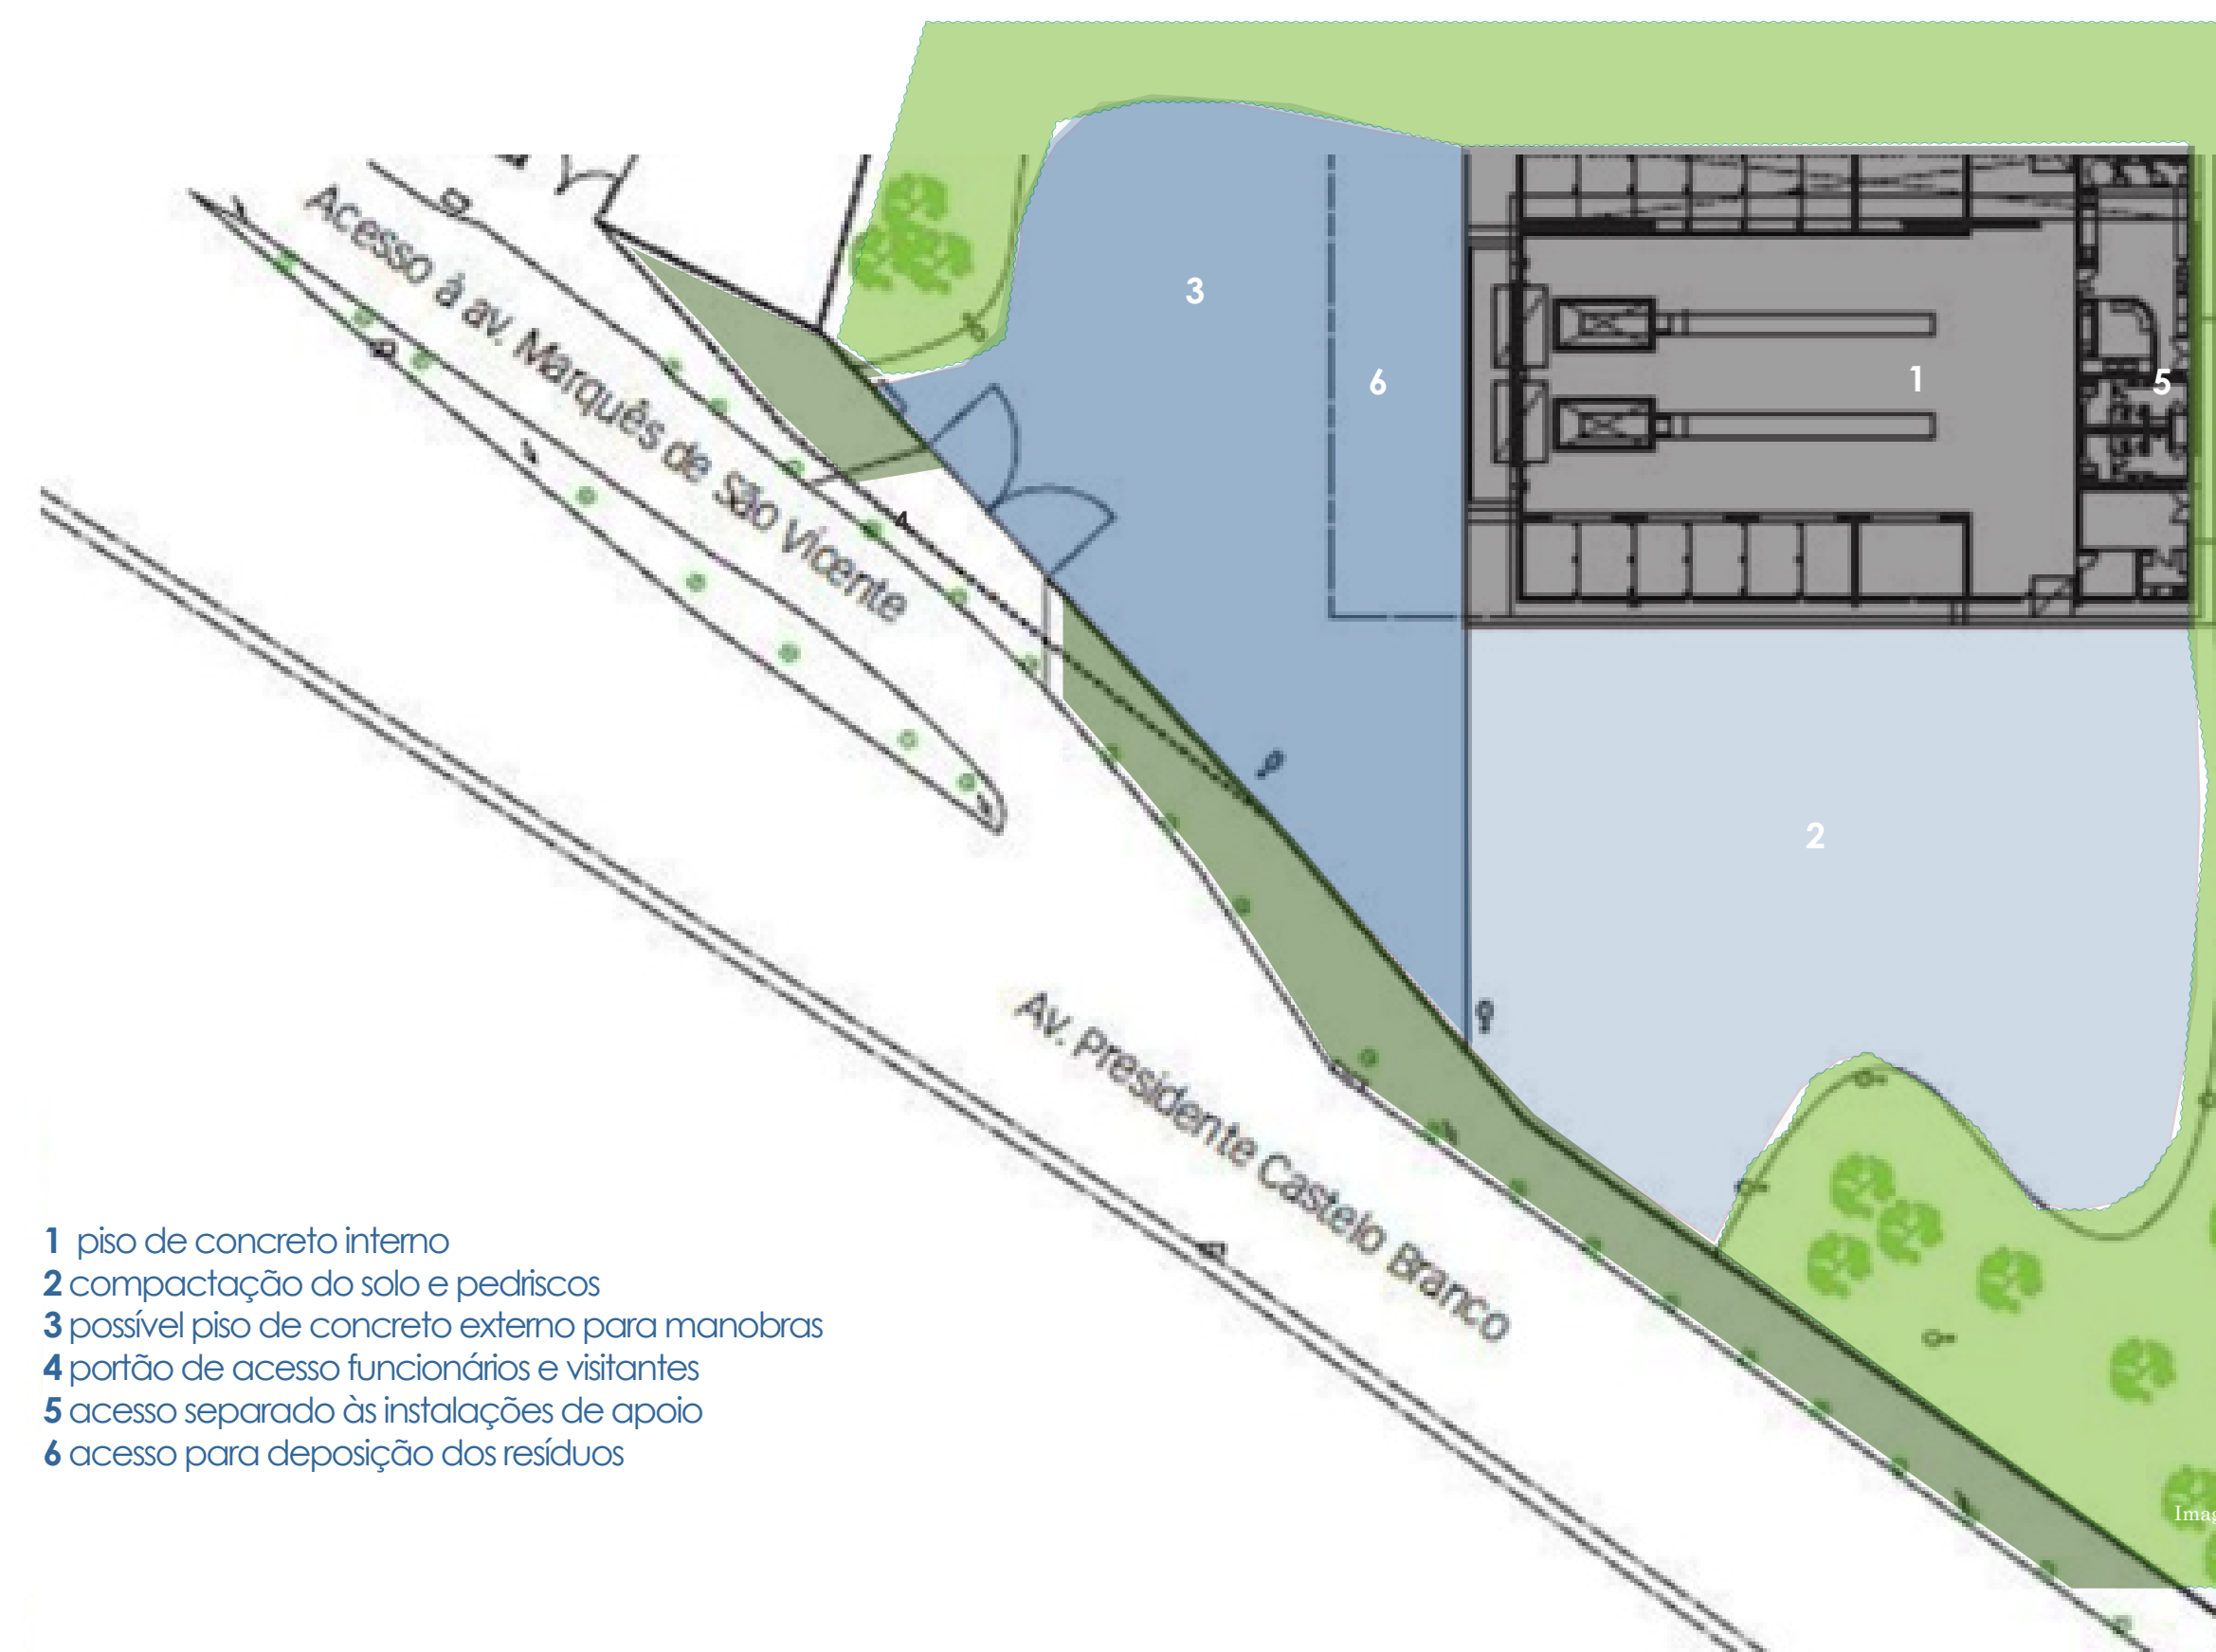 Acesso à av. Marquês de são vicente
3
6
1
5
2
Av. Presidente Castelo Branco
1 piso de concreto interno
2 compactação do solo e pedriscos
3 possível piso de concreto externo para manobras
4 portão de acesso funcionários e visitantes
5 acesso separado às instalações de apoio
6 acesso para deposição dos resíduos
Imag